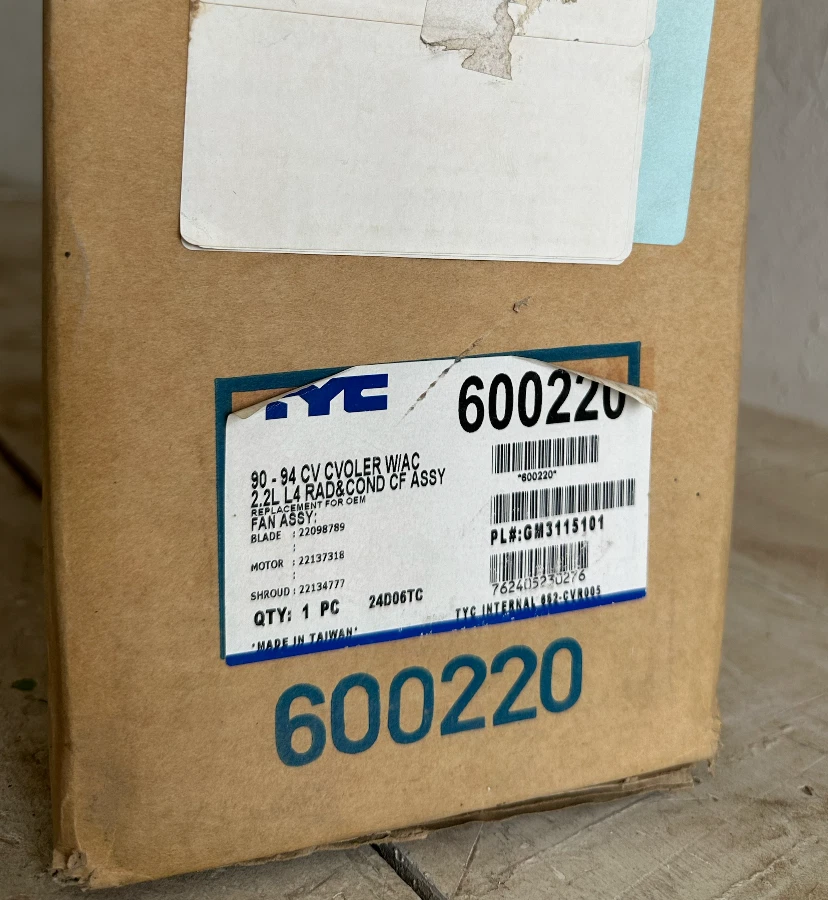 TYC
600220
90 - 94 CV CVOLER W/AC
2.2L L4 RAD&COND CF ASSY
REPLACEMENT FOR OEM
FAN ASSY:
BLADE : 22098789
:
MOTOR : 22137318
:
SHROUD : 22134777
QTY: 1 PC 24D06TC
*MADE IN TAIWAN*
*600220*
PL#:GM3115101
762405230276
TYC INTERNAL 652-CVR005
600220